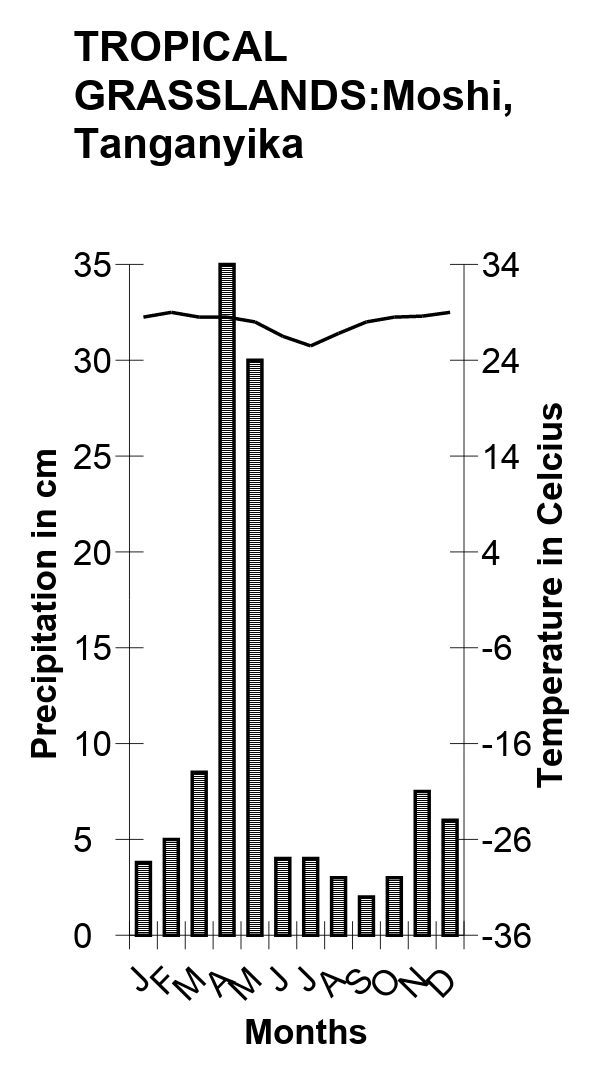 TROPICAL
GRASSLANDS:Moshi,
Tanganyika
35
30
25
20
15
10
5
0
Precipitation in cm
34
24
14
4
-6
-16
-26
-36
Temperature in Celcius
J F M A M J J A S O N D
Months